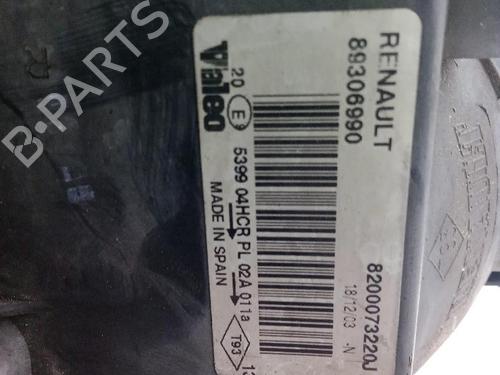 RENAULT
89306990
8200073220J
18/12/03 -N
Valeo
20 E
5399 04HCR PL 02A 011a
MADE IN SPAIN
T93
B-PARTS